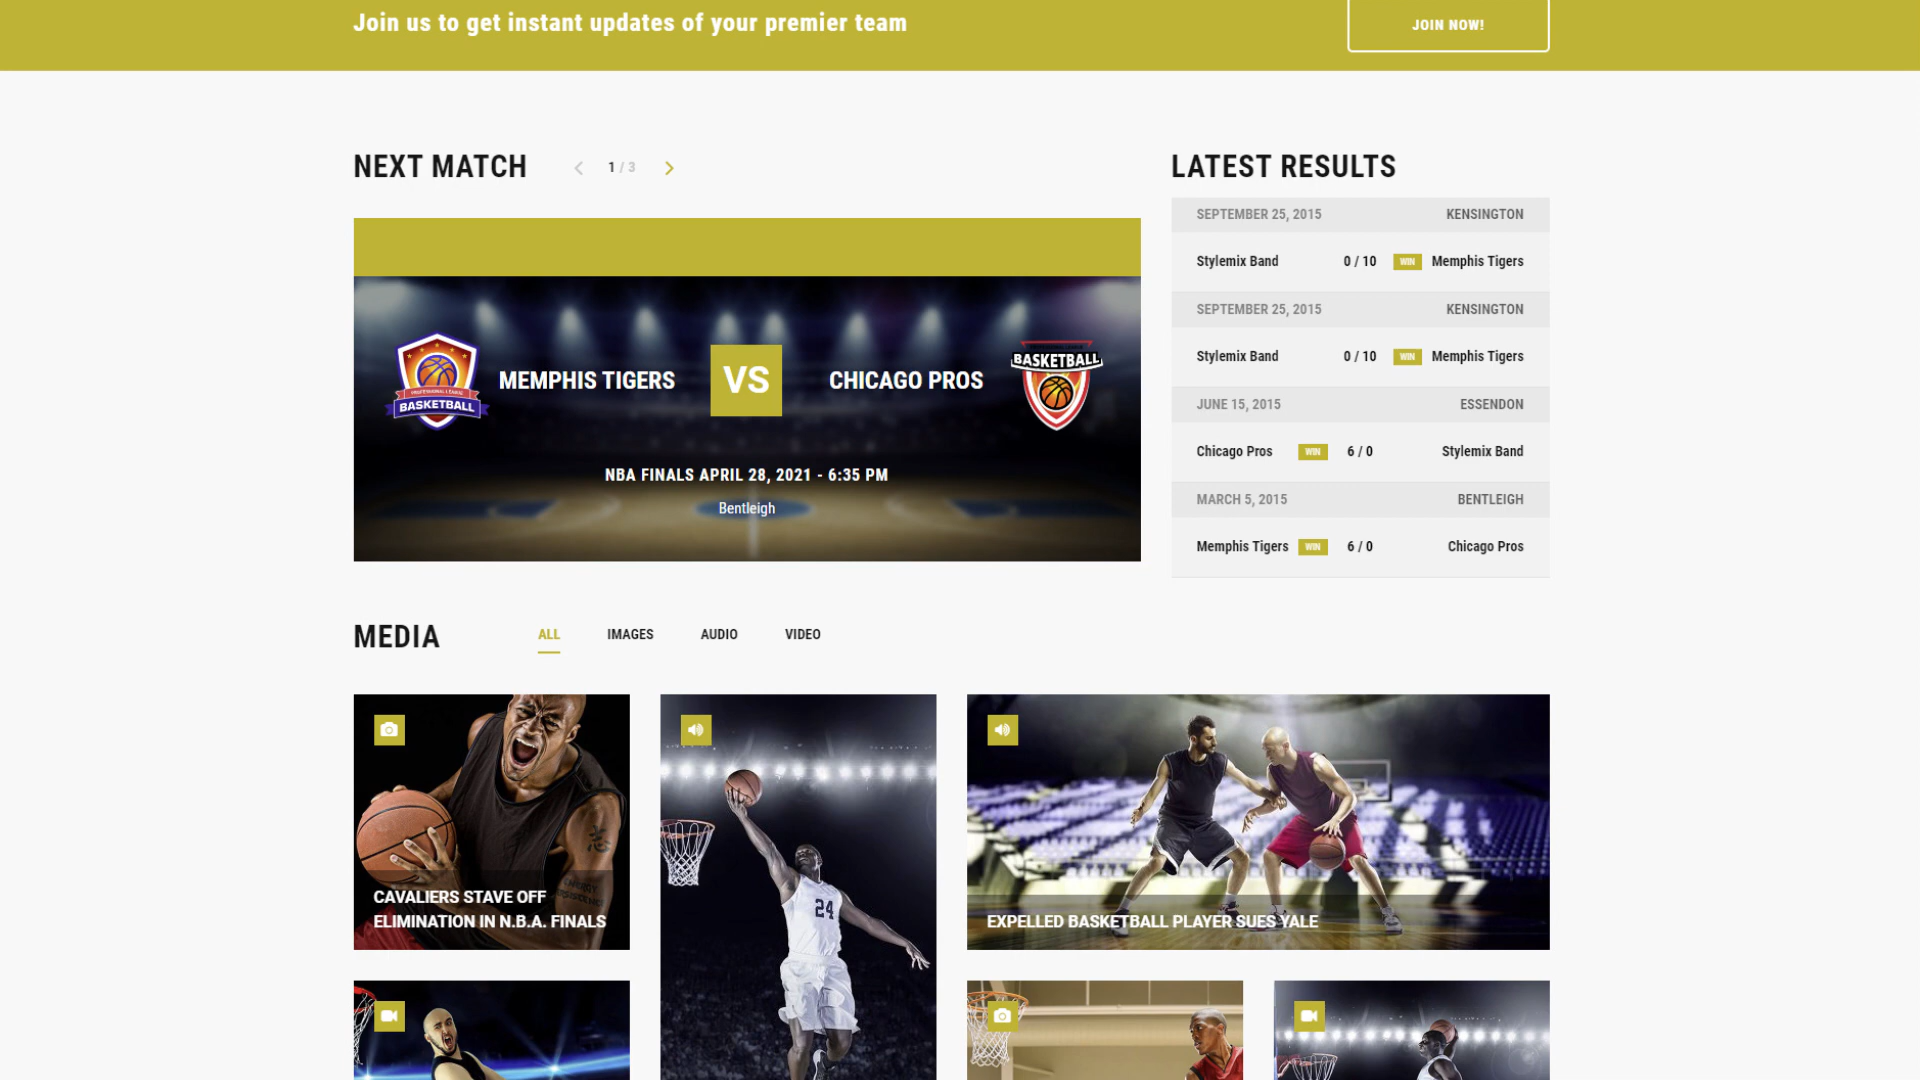 Join us to get instant updates of your premier team
JOIN NOW!
NEXT MATCH
1 / 3
LATEST RESULTS
SEPTEMBER 25, 2015 KENSINGTON
Stylemix Band 0 / 10 WIN Memphis Tigers
SEPTEMBER 25, 2015 KENSINGTON
Stylemix Band 0 / 10 WIN Memphis Tigers
JUNE 15, 2015 ESSENDON
Chicago Pros WIN 6 / 0 Stylemix Band
MARCH 5, 2015 BENTLEIGH
Memphis Tigers WIN 6 / 0 Chicago Pros
PROFESSIONAL LEAGUE
BASKETBALL
MEMPHIS TIGERS
VS
CHICAGO PROS
BASKETBALL
NBA FINALS APRIL 28, 2021 - 6:35 PM
Bentleigh
MEDIA
ALL IMAGES AUDIO VIDEO
CAVALIERS STAVE OFF
ELIMINATION IN N.B.A. FINALS
24
EXPELLED BASKETBALL PLAYER SUES YALE